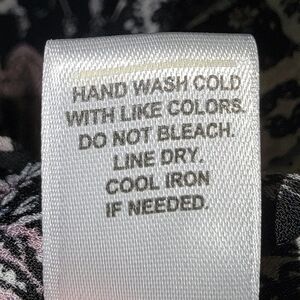 HAND WASH COLD
WITH LIKE COLORS.
DO NOT BLEACH.
LINE DRY.
COOL IRON
IF NEEDED.